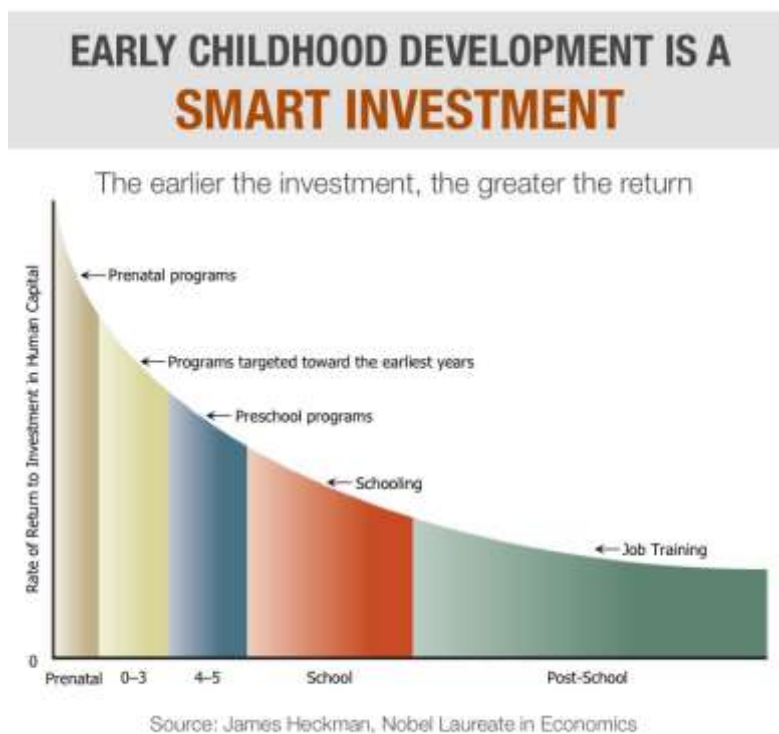 EARLY CHILDHOOD DEVELOPMENT IS A
SMART INVESTMENT
The earlier the investment, the greater the return
Rate of Return to Investment in Human Capital
Prenatal programs
Programs targeted toward the earliest years
Preschool programs
Schooling
Job Training
0
Prenatal
0–3
4–5
School
Post-School
Source: James Heckman, Nobel Laureate in Economics